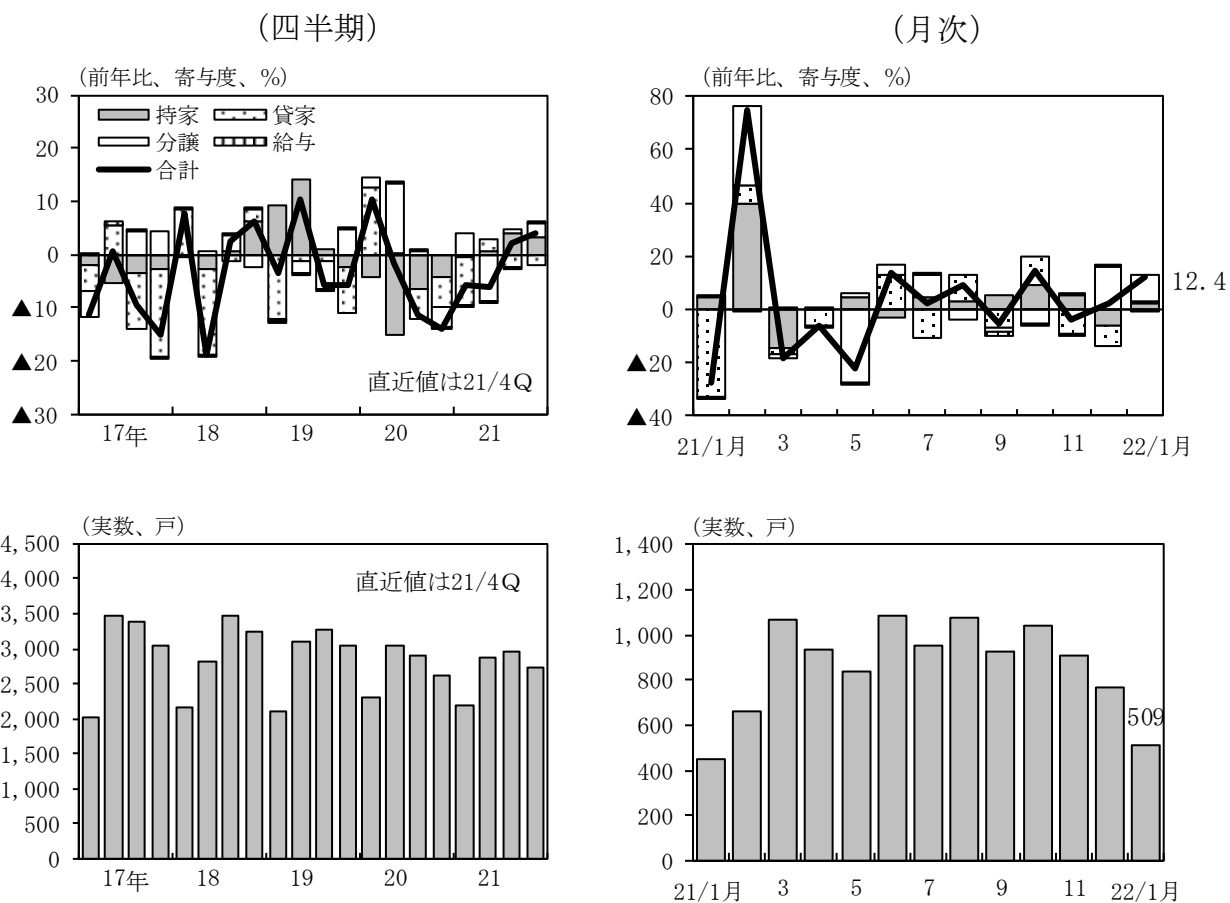 (四半期)
(前年比、寄与度、%)
30
20
10
0
▲10
▲20
▲30
持家 貸家
分譲 給与
合計
直近値は21/4Q
17年 18 19 20 21
(月次)
(前年比、寄与度、%)
80
60
40
20
0
▲20
▲40
12.4
21/1月 3 5 7 9 11 22/1月
(実数、戸)
4,500
4,000
3,500
3,000
2,500
2,000
1,500
1,000
500
0
直近値は21/4Q
17年 18 19 20 21
(実数、戸)
1,400
1,200
1,000
800
600
400
200
0
509
21/1月 3 5 7 9 11 22/1月